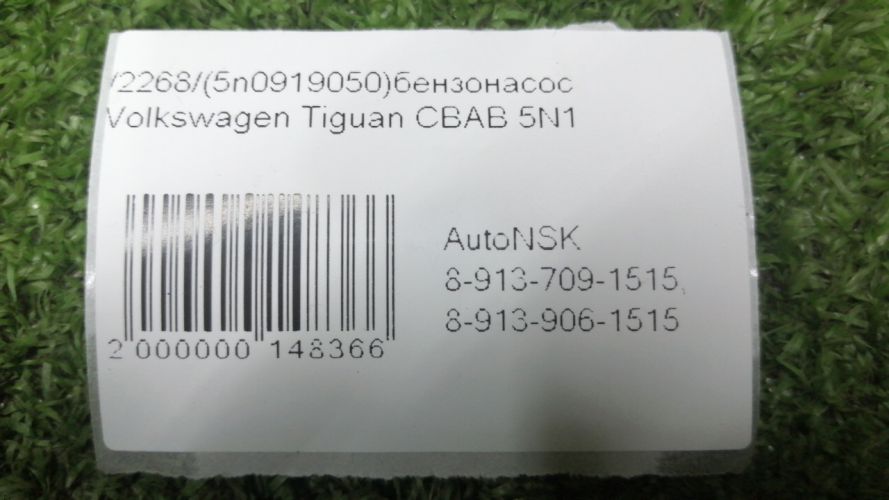 /2268/(5n0919050)бензонасос
Volkswagen Tiguan CBAB 5N1
AutoNSK
8-913-709-1515,
8-913-906-1515
2 000000 148366